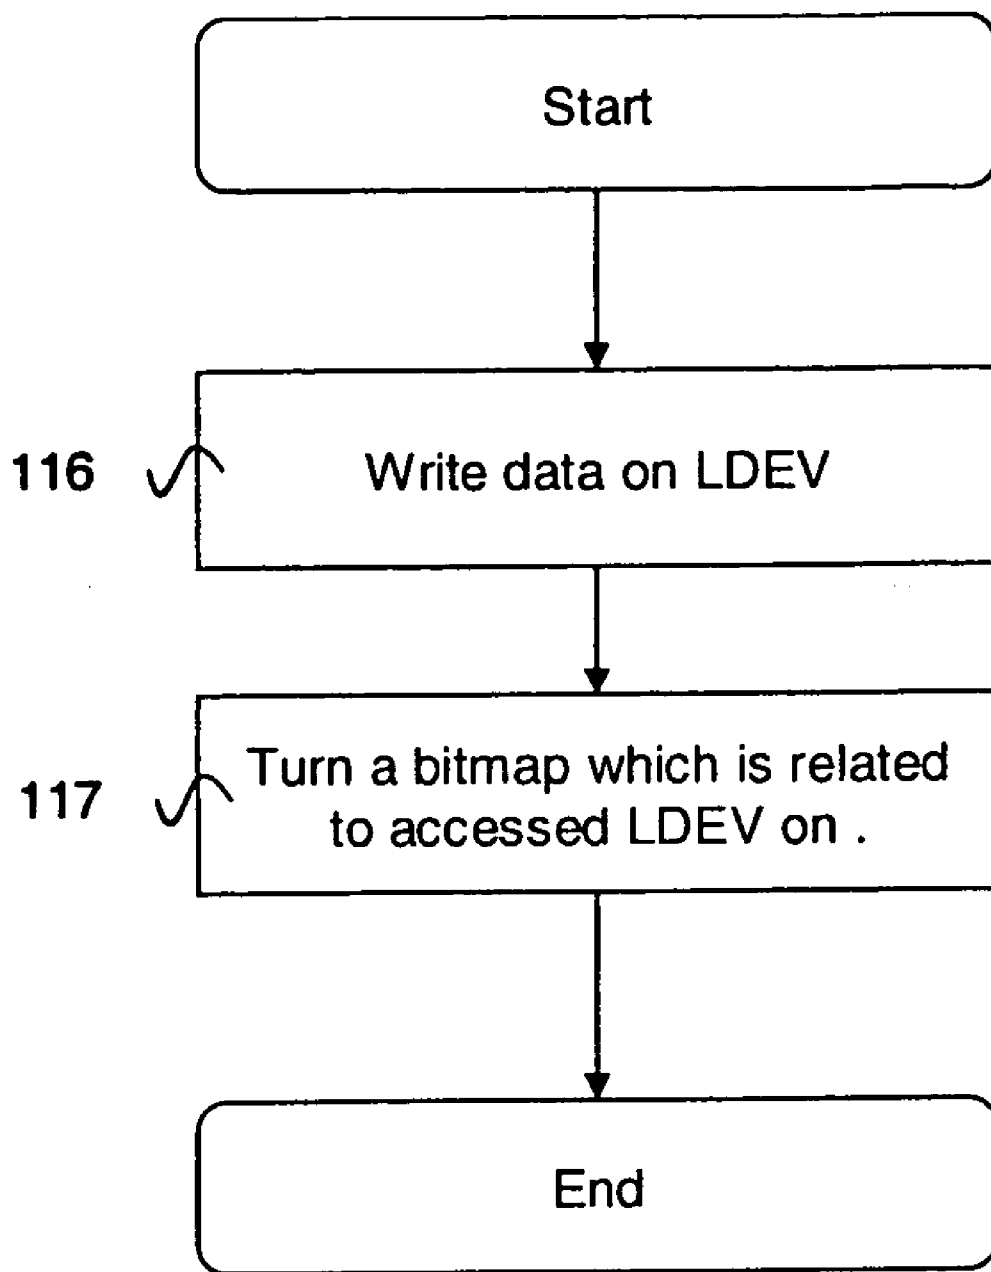 Start
116
Write data on LDEV
117
Turn a bitmap which is related
to accessed LDEV on .
End